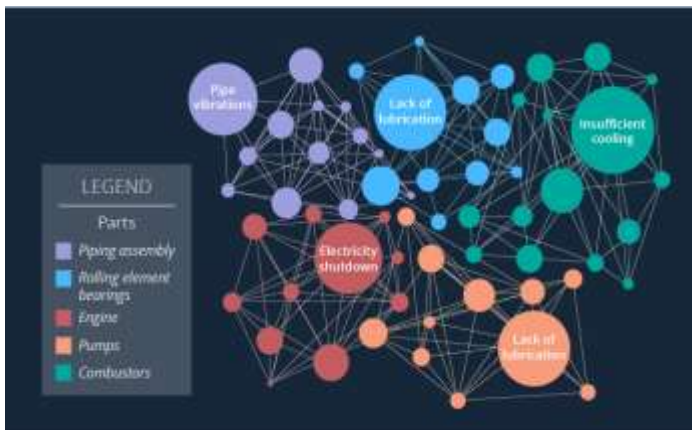 Pipe
vibrations
Lack of
lubrication
Insufficient
cooling
LEGEND
Parts
Piping assembly
Rolling element
bearings
Engine
Pumps
Combustors
Electricity
shutdown
Lack of
lubrication